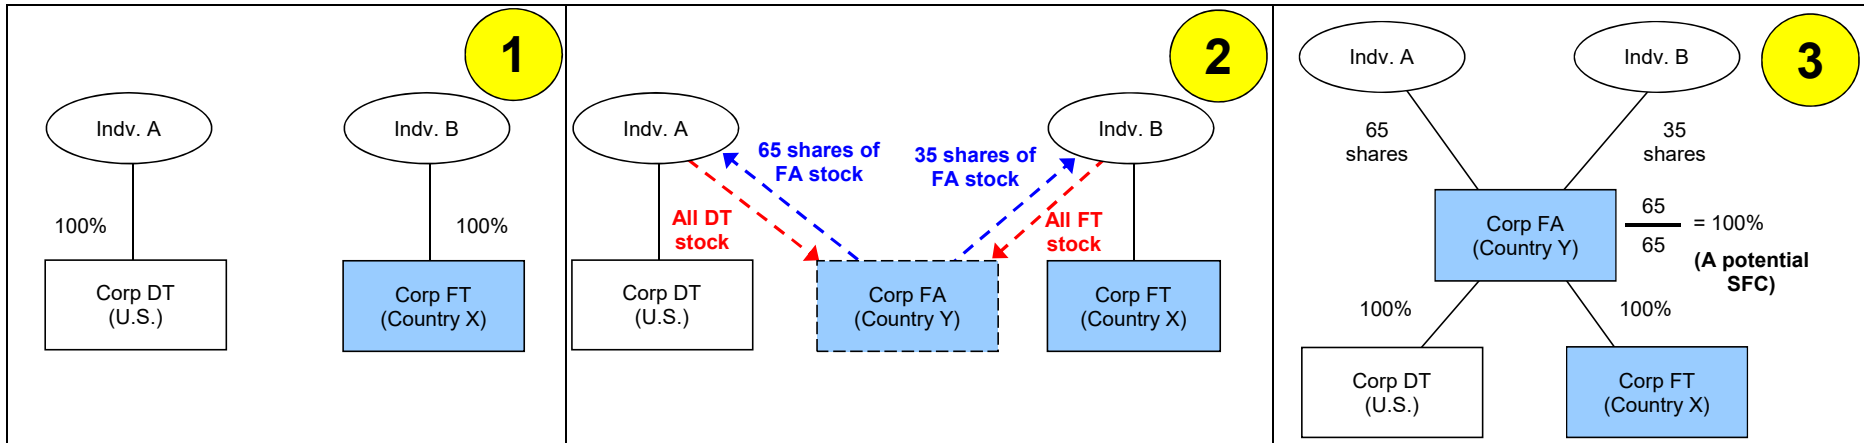 1
Indv. A
Indv. B
100%
100%
Corp DT
(U.S.)
Corp FT
(Country X)
2
Indv. A
Indv. B
65 shares of
FA stock
35 shares of
FA stock
All DT
stock
All FT
stock
Corp DT
(U.S.)
Corp FA
(Country Y)
Corp FT
(Country X)
3
Indv. A
Indv. B
65
shares
35
shares
Corp FA
(Country Y)
65
65
= 100%
(A potential
SFC)
100%
100%
Corp DT
(U.S.)
Corp FT
(Country X)